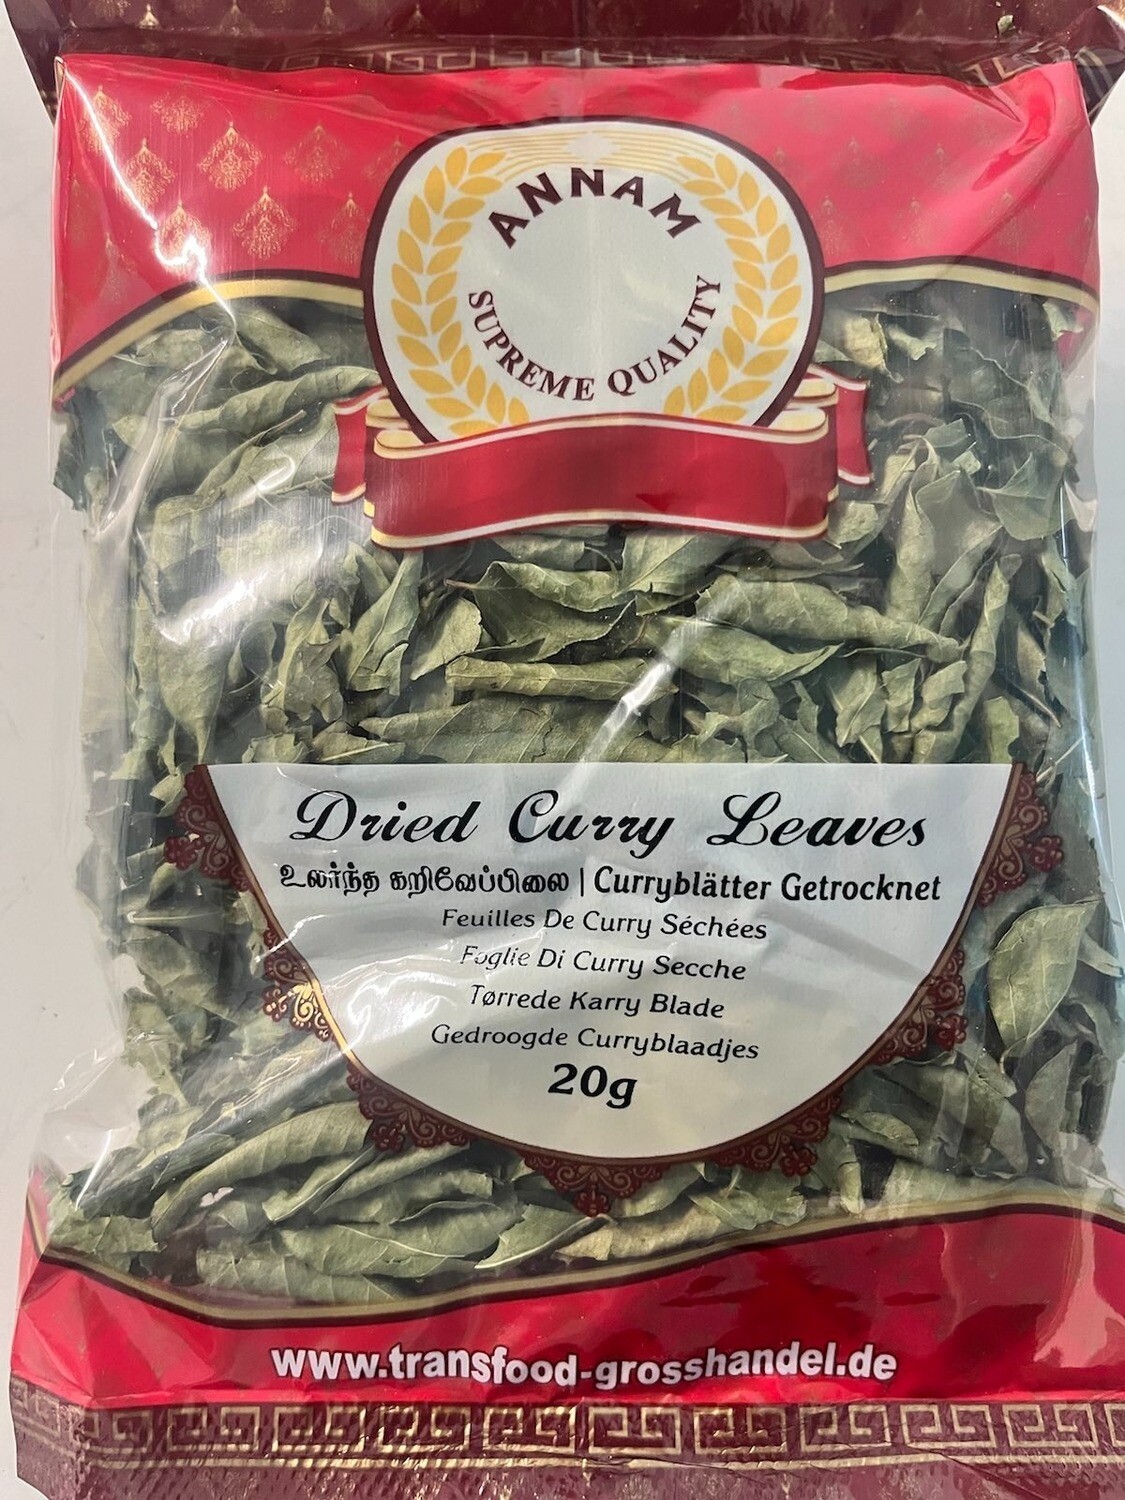 ANNAM
SUPREME QUALITY
Dried Curry Leaves
உலர்ந்த கறிவேப்பிலை | Curryblätter Getrocknet
Feuilles De Curry Séchées
Foglie Di Curry Secche
Tørrede Karry Blade
Gedroogde Curryblaadjes
20g
www.transfood-grosshandel.de